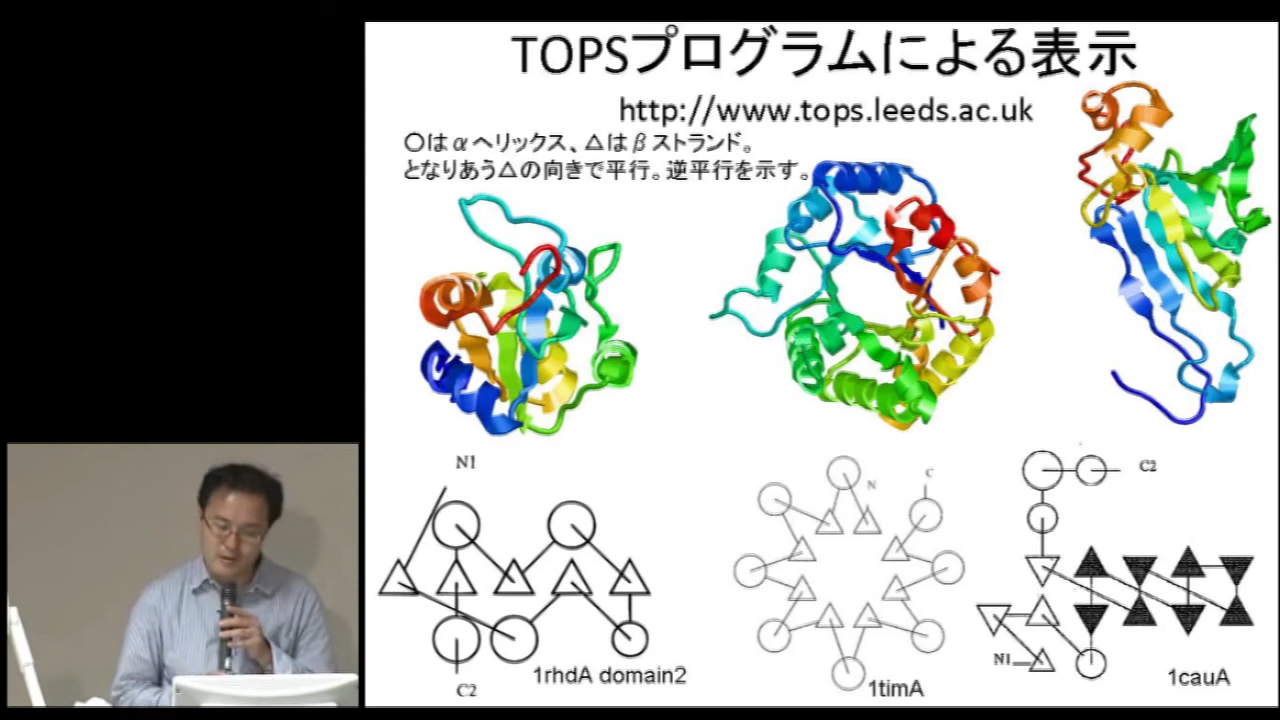 TOPSプログラムによる表示
http://www.tops.leeds.ac.uk
○はαヘリックス、△はβストランド。
となりあう△の向きで平行。逆平行を示す。
N1
C2
1rhdA domain2
N
C
1timA
C2
N1
1cauA